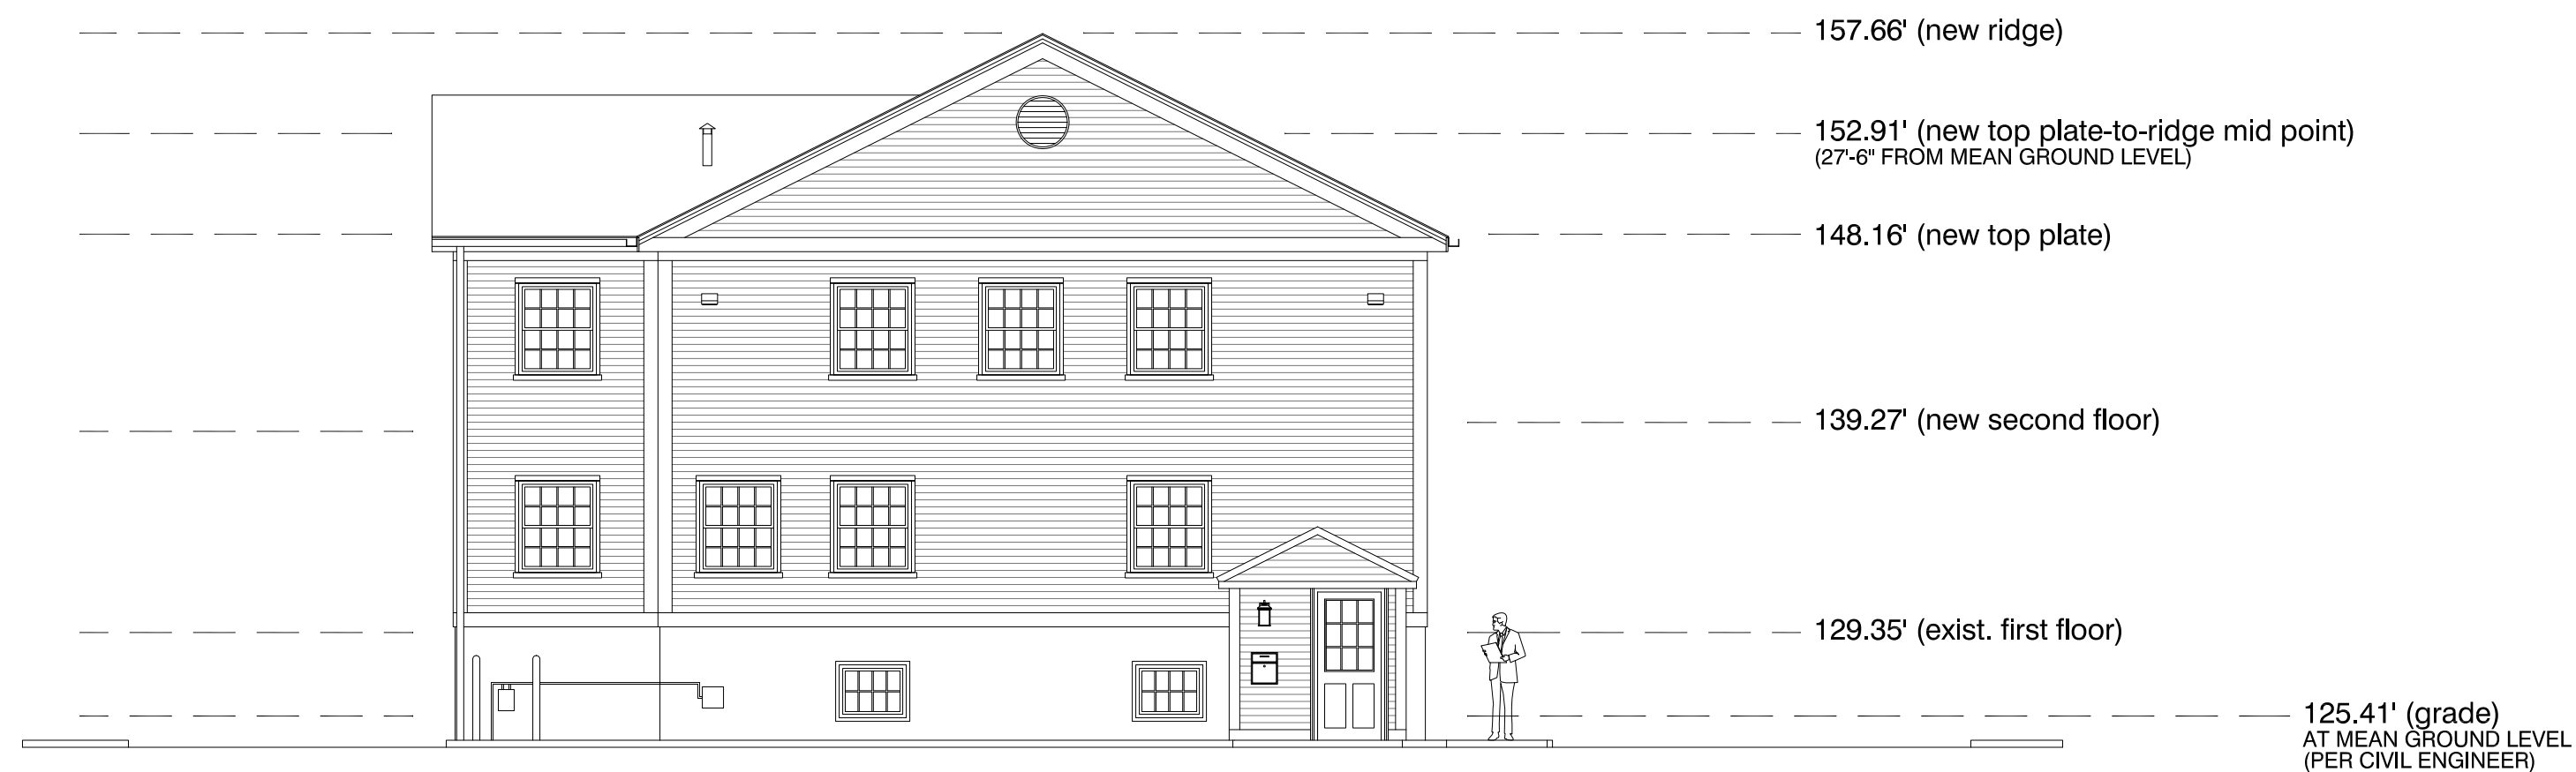 157.66' (new ridge)
152.91' (new top plate-to-ridge mid point)
(27'-6" FROM MEAN GROUND LEVEL)
148.16' (new top plate)
139.27' (new second floor)
129.35' (exist. first floor)
125.41' (grade)
AT MEAN GROUND LEVEL
(PER CIVIL ENGINEER)